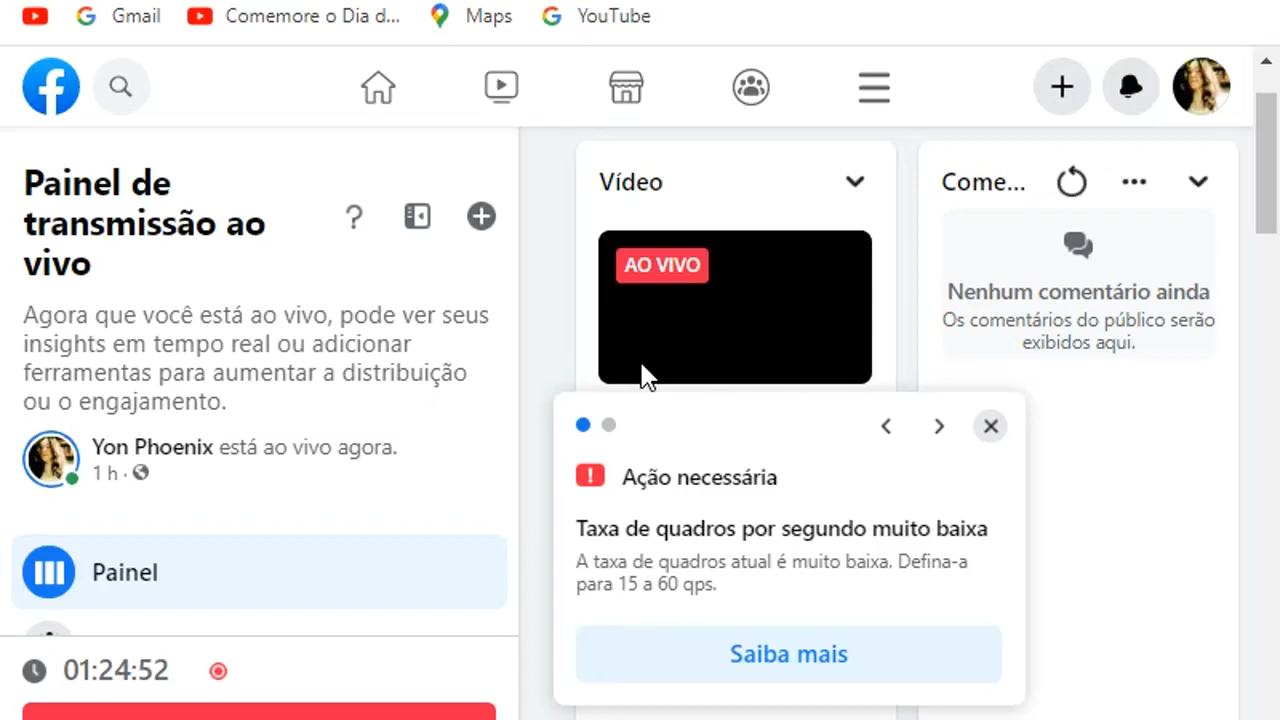 Gmail
Comemore o Dia d...
Maps
YouTube
Painel de
transmissão ao
vivo
Agora que você está ao vivo, pode ver seus
insights em tempo real ou adicionar
ferramentas para aumentar a distribuição
ou o engajamento.
Yon Phoenix está ao vivo agora.
1 h ·
Painel
01:24:52
Vídeo
AO VIVO
Come...
Nenhum comentário ainda
Os comentários do público serão
exibidos aqui.
Ação necessária
Taxa de quadros por segundo muito baixa
A taxa de quadros atual é muito baixa. Defina-a
para 15 a 60 qps.
Saiba mais